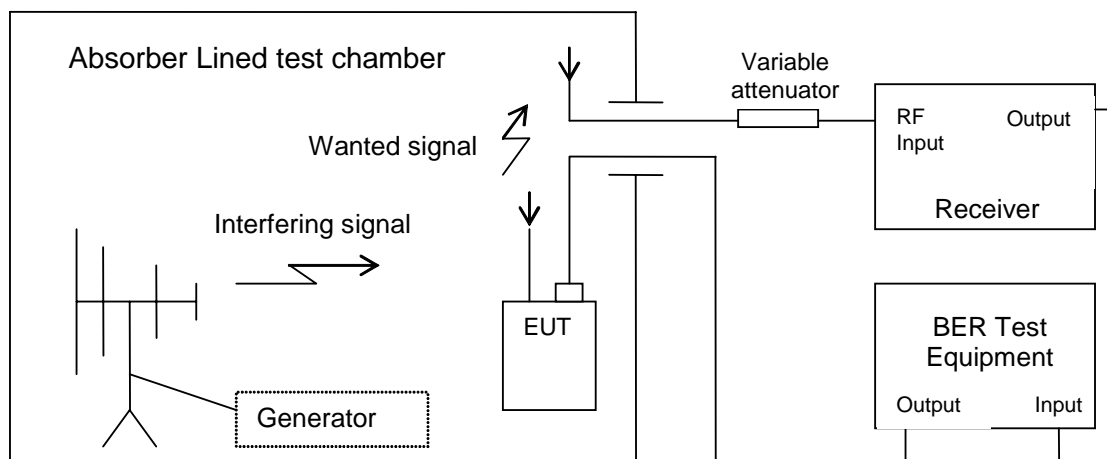 Absorber Lined test chamber
Variable
attenuator
RF
Input
Output
Receiver
Wanted signal
Interfering signal
EUT
Generator
BER Test
Equipment
Output
Input